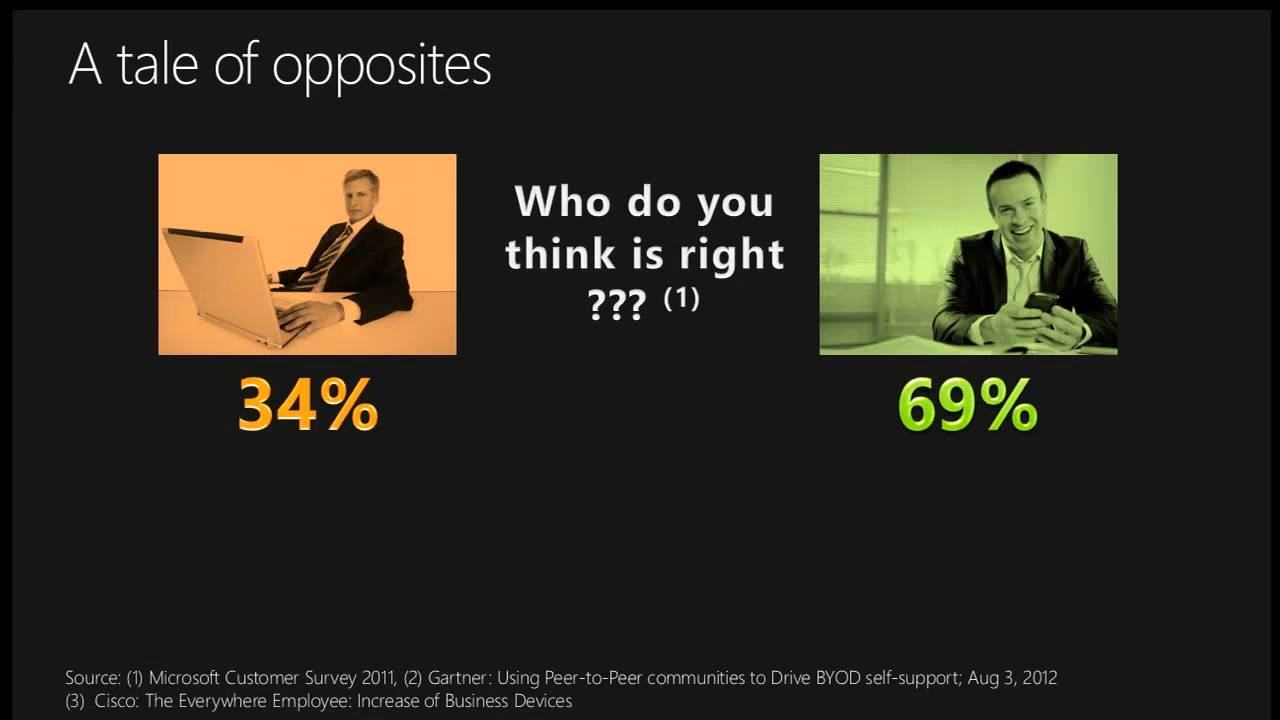 A tale of opposites
Who do you
think is right
??? (1)
34%
69%
Source: (1) Microsoft Customer Survey 2011, (2) Gartner: Using Peer-to-Peer communities to Drive BYOD self-support; Aug 3, 2012
(3) Cisco: The Everywhere Employee: Increase of Business Devices